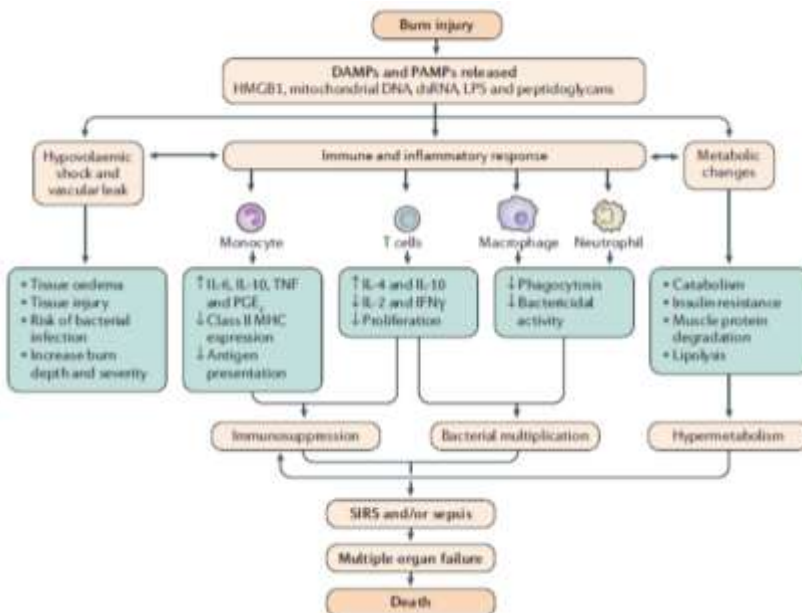 Burn injury
DAMPs and PAMPs released
HMGB1, mitochondrial DNA, dsRNA, LPS and peptidoglycans
Hypovolaemic
shock and
vascular leak
Immune and inflammatory response
Metabolic
changes
Monocyte
T cells
Macrophage
Neutrophil
• Tissue oedema
• Tissue injury
• Risk of bacterial
infection
• Increase burn
depth and severity
↑ IL-6, IL-10, TNF
and PGE₂
↓ Class II MHC
expression
↓ Antigen
presentation
↑ IL-4 and IL-10
↓ IL-2 and IFNγ
↓ Proliferation
↓ Phagocytosis
↓ Bactericidal
activity
• Catabolism
• Insulin resistance
• Muscle protein
degradation
• Lipolysis
Immunosuppression
Bacterial multiplication
Hypermetabolism
SIRS and/or sepsis
Multiple organ failure
Death